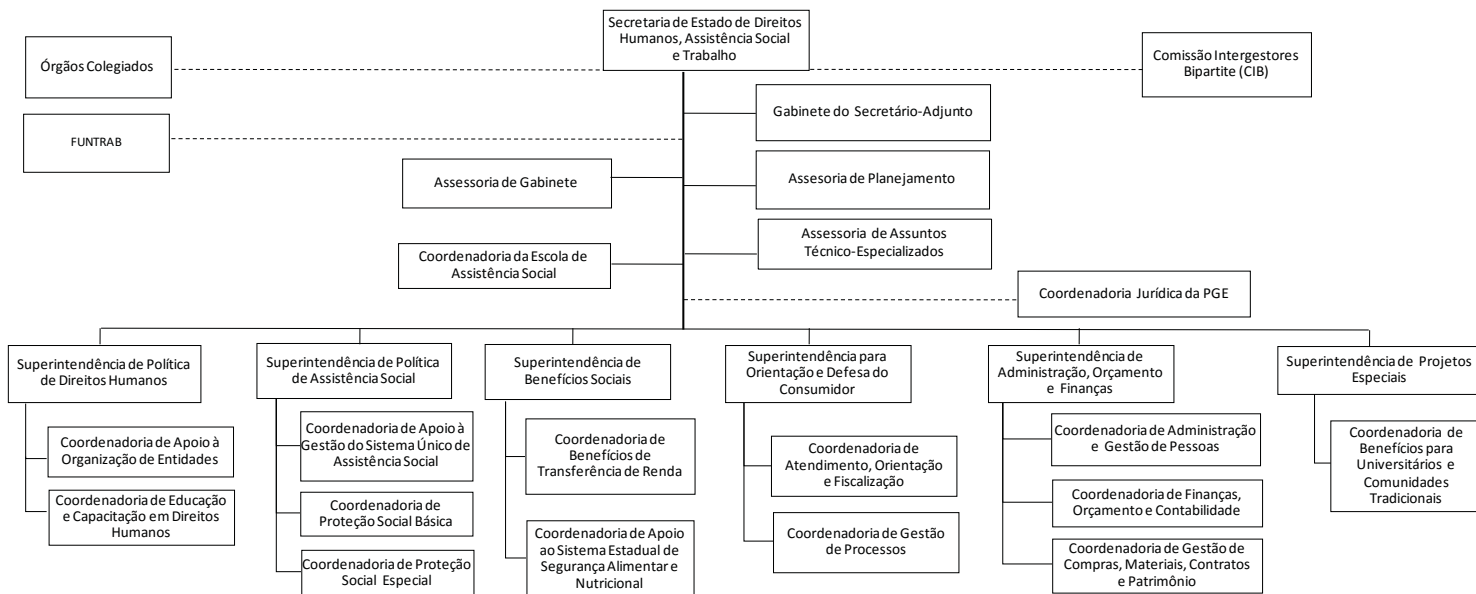 Secretaria de Estado de Direitos
Humanos, Assistência Social
e Trabalho
Órgãos Colegiados
Comissão Intergestores
Bipartite (CIB)
Gabinete do Secretário-Adjunto
FUNTRAB
Assessoria de Gabinete
Assesoria de Planejamento
Assessoria de Assuntos
Técnico-Especializados
Coordenadoria da Escola de
Assistência Social
Coordenadoria Jurídica da PGE
Superintendência de Política
de Direitos Humanos
Coordenadoria de Apoio à
Organização de Entidades
Coordenadoria de Educação
e Capacitação em Direitos
Humanos
Superintendência de Política
de Assistência Social
Coordenadoria de Apoio à
Gestão do Sistema Único de
Assistência Social
Coordenadoria de
Proteção Social Básica
Coordenadoria de Proteção
Social Especial
Superintendência de
Benefícios Sociais
Coordenadoria de
Benefícios de
Transferência de Renda
Coordenadoria de Apoio
ao Sistema Estadual de
Segurança Alimentar e
Nutricional
Superintendência para
Orientação e Defesa do
Consumidor
Coordenadoria de
Atendimento, Orientação
e Fiscalização
Coordenadoria de Gestão
de Processos
Superintendência de
Administração, Orçamento
e Finanças
Coordenadoria de Administração
e Gestão de Pessoas
Coordenadoria de Finanças,
Orçamento e Contabilidade
Coordenadoria de Gestão de
Compras, Materiais, Contratos
e Patrimônio
Superintendência de Projetos
Especiais
Coordenadoria de
Benefícios para
Universitários e
Comunidades
Tradicionais